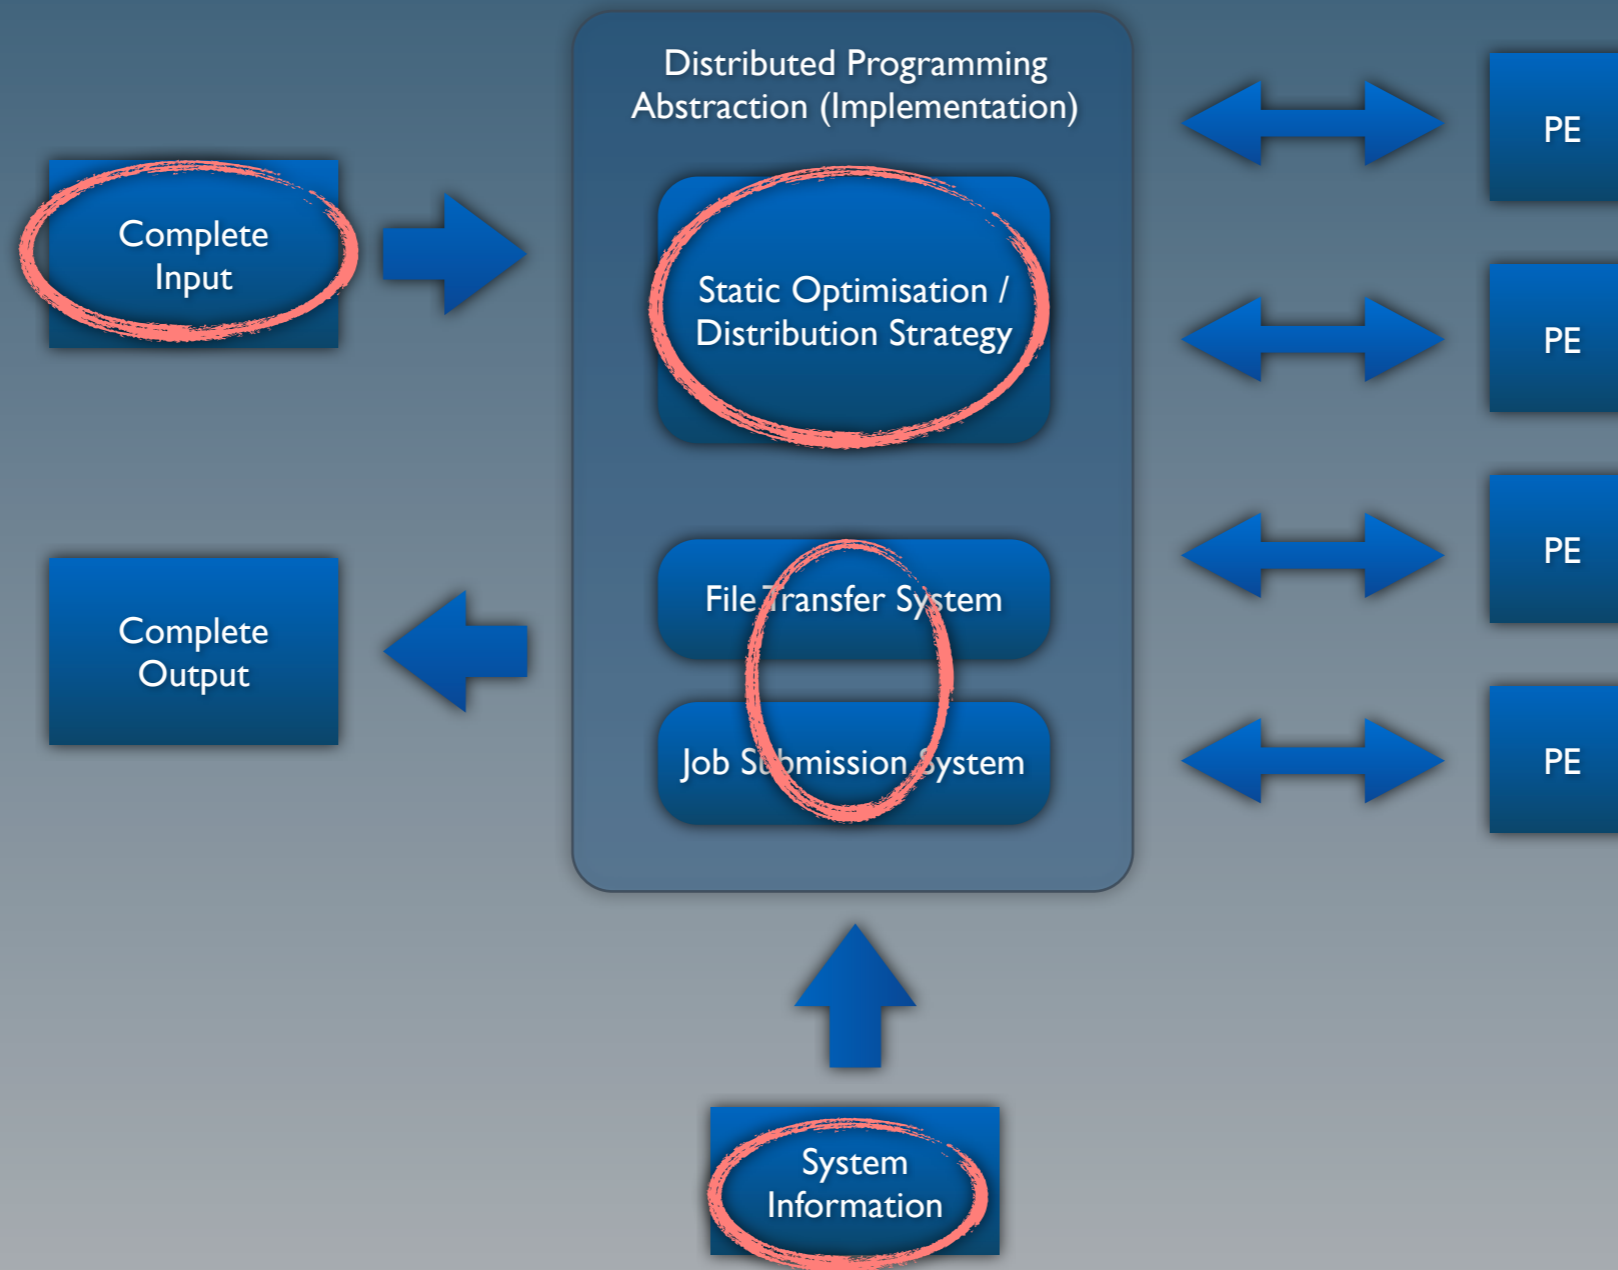 Distributed Programming
Abstraction (Implementation)
PE
Complete
Input
Static Optimisation /
Distribution Strategy
PE
PE
File Transfer System
Complete
Output
Job Submission System
PE
System
Information